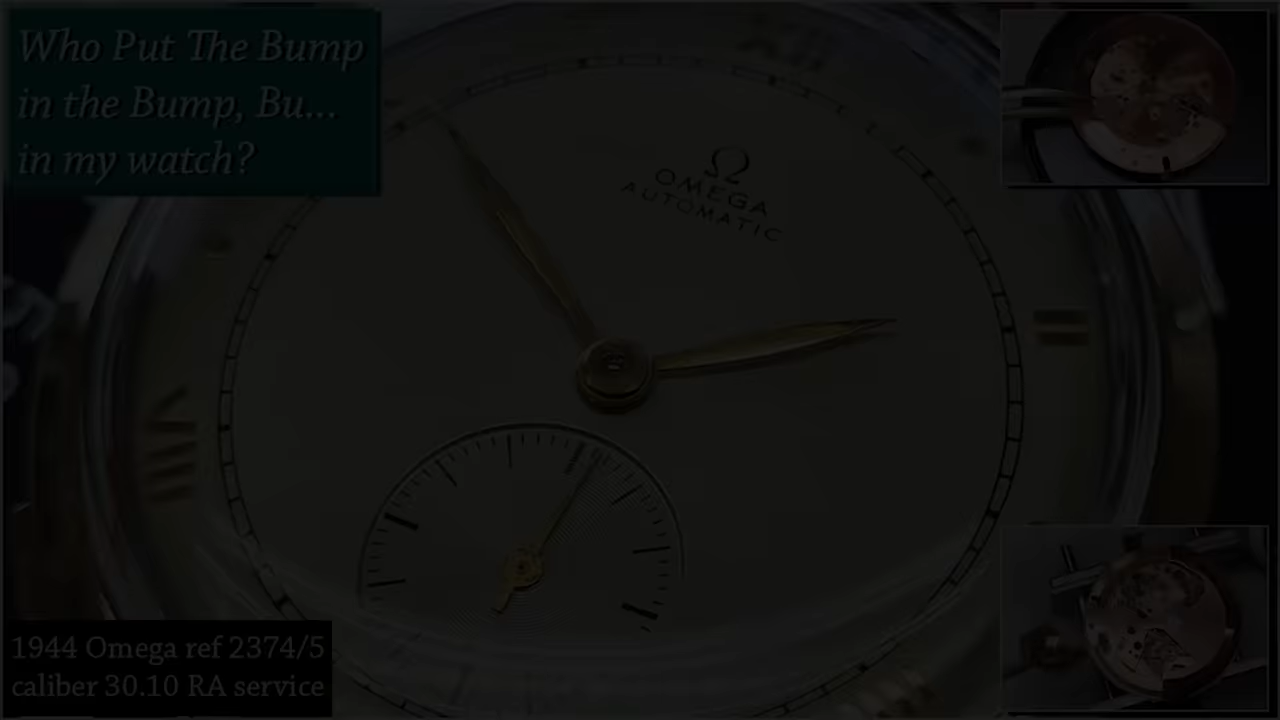 Who Put The Bump
in the Bump, Bu...
in my watch?
Ω
OMEGA
AUTOMATIC
1944 Omega ref 2374/5
caliber 30.10 RA service